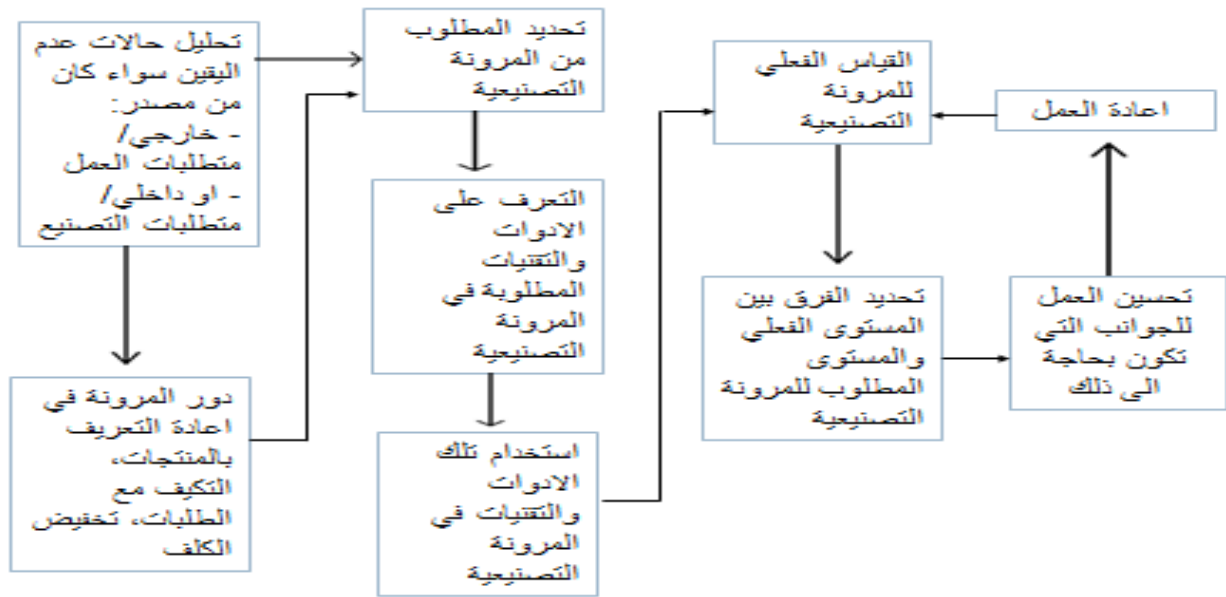 تحليل حالات عدم
اليقين سواء كان
من مصدر:
- خارجي/
متطلبات العمل
- او داخلي/
متطلبات التصنيع
دور المرونة في
اعادة التعريف
بالمنتجات،
التكيف مع
الطلبات، تخفيض
الكلف
تحديد المطلوب
من المرونة
التصنيعية
التعرف على
الادوات
والتقنيات
المطلوبة في
المرونة
التصنيعية
استخدام تلك
الادوات
والتقنيات في
المرونة
التصنيعية
القياس الفعلي
للمرونة
التصنيعية
تحديد الفرق بين
المستوى الفعلي
والمستوى
المطلوب للمرونة
التصنيعية
تحسين العمل
للجوانب التي
تكون بحاجة
الى ذلك
اعادة العمل